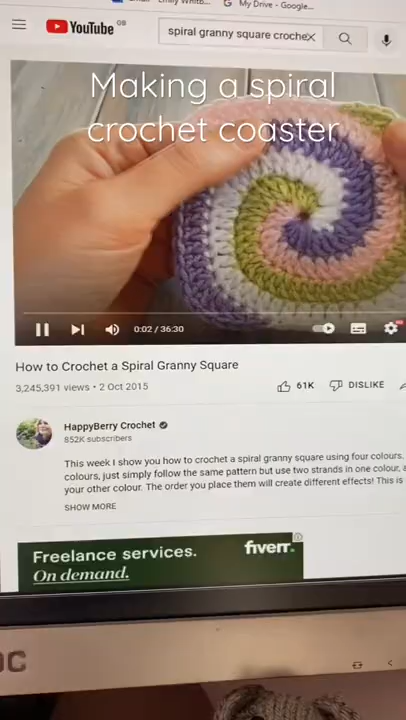 My Drive - Google...
YouTube GB
spiral granny square croche
Making a spiral
crochet coaster
0:02 / 36:30
How to Crochet a Spiral Granny Square
3,245,391 views • 2 Oct 2015
61K
DISLIKE
HappyBerry Crochet
852K subscribers
This week I show you how to crochet a spiral granny square using four colours.
colours, just simply follow the same pattern but use two strands in one colour,
your other colour. The order you place them will create different effects! This is
SHOW MORE
Freelance services.
On demand.
fiverr.